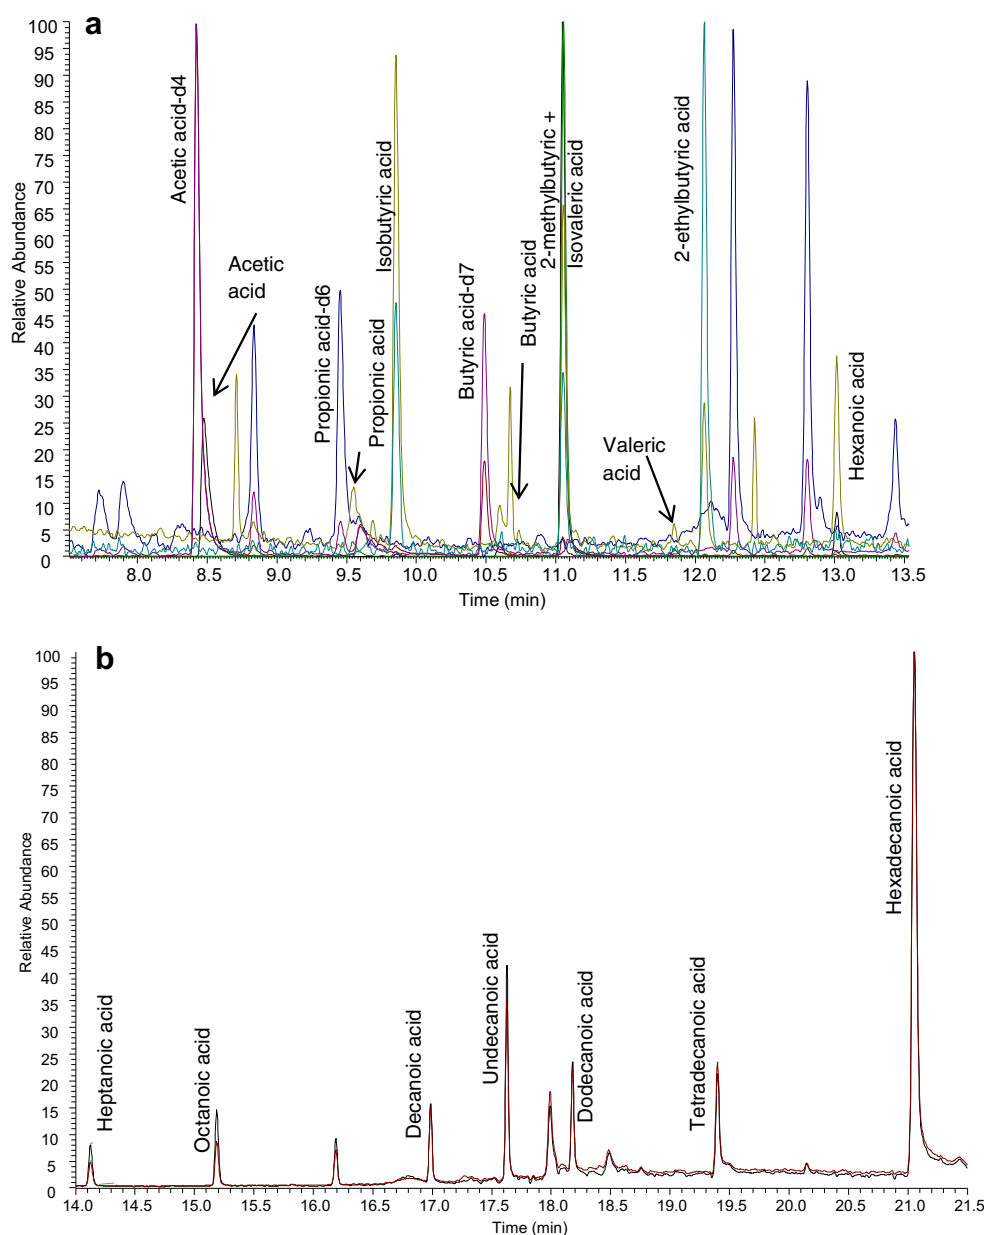 a
100
95
90
85
80
75
70
65
60
55
50
45
40
35
30
25
20
15
10
5
0
Relative Abundance
Acetic acid-d4
Acetic
acid
Propionic acid-d6
Propionic acid
Isobutyric acid
Butyric acid-d7
Butyric acid
2-methylbutyric +
Isovaleric acid
Valeric
acid
2-ethylbutyric acid
Hexanoic acid
8.0 8.5 9.0 9.5 10.0 10.5 11.0 11.5 12.0 12.5 13.0 13.5
Time (min)
b
100
95
90
85
80
75
70
65
60
55
50
45
40
35
30
25
20
15
10
5
0
Relative Abundance
Heptanoic acid
Octanoic acid
Decanoic acid
Undecanoic acid
Dodecanoic acid
Tetradecanoic acid
Hexadecanoic acid
14.0 14.5 15.0 15.5 16.0 16.5 17.0 17.5 18.0 18.5 19.0 19.5 20.0 20.5 21.0 21.5
Time (min)